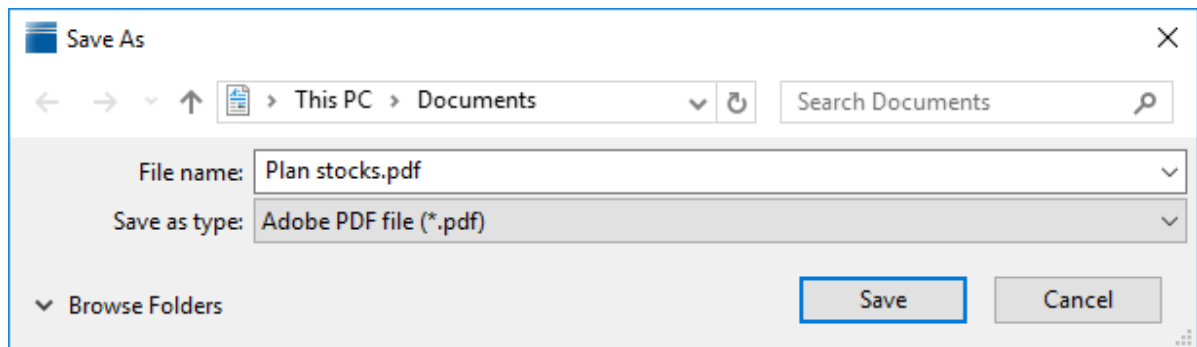 Save As
This PC > Documents
Search Documents
File name: Plan stocks.pdf
Save as type: Adobe PDF file (*.pdf)
Browse Folders
Save
Cancel